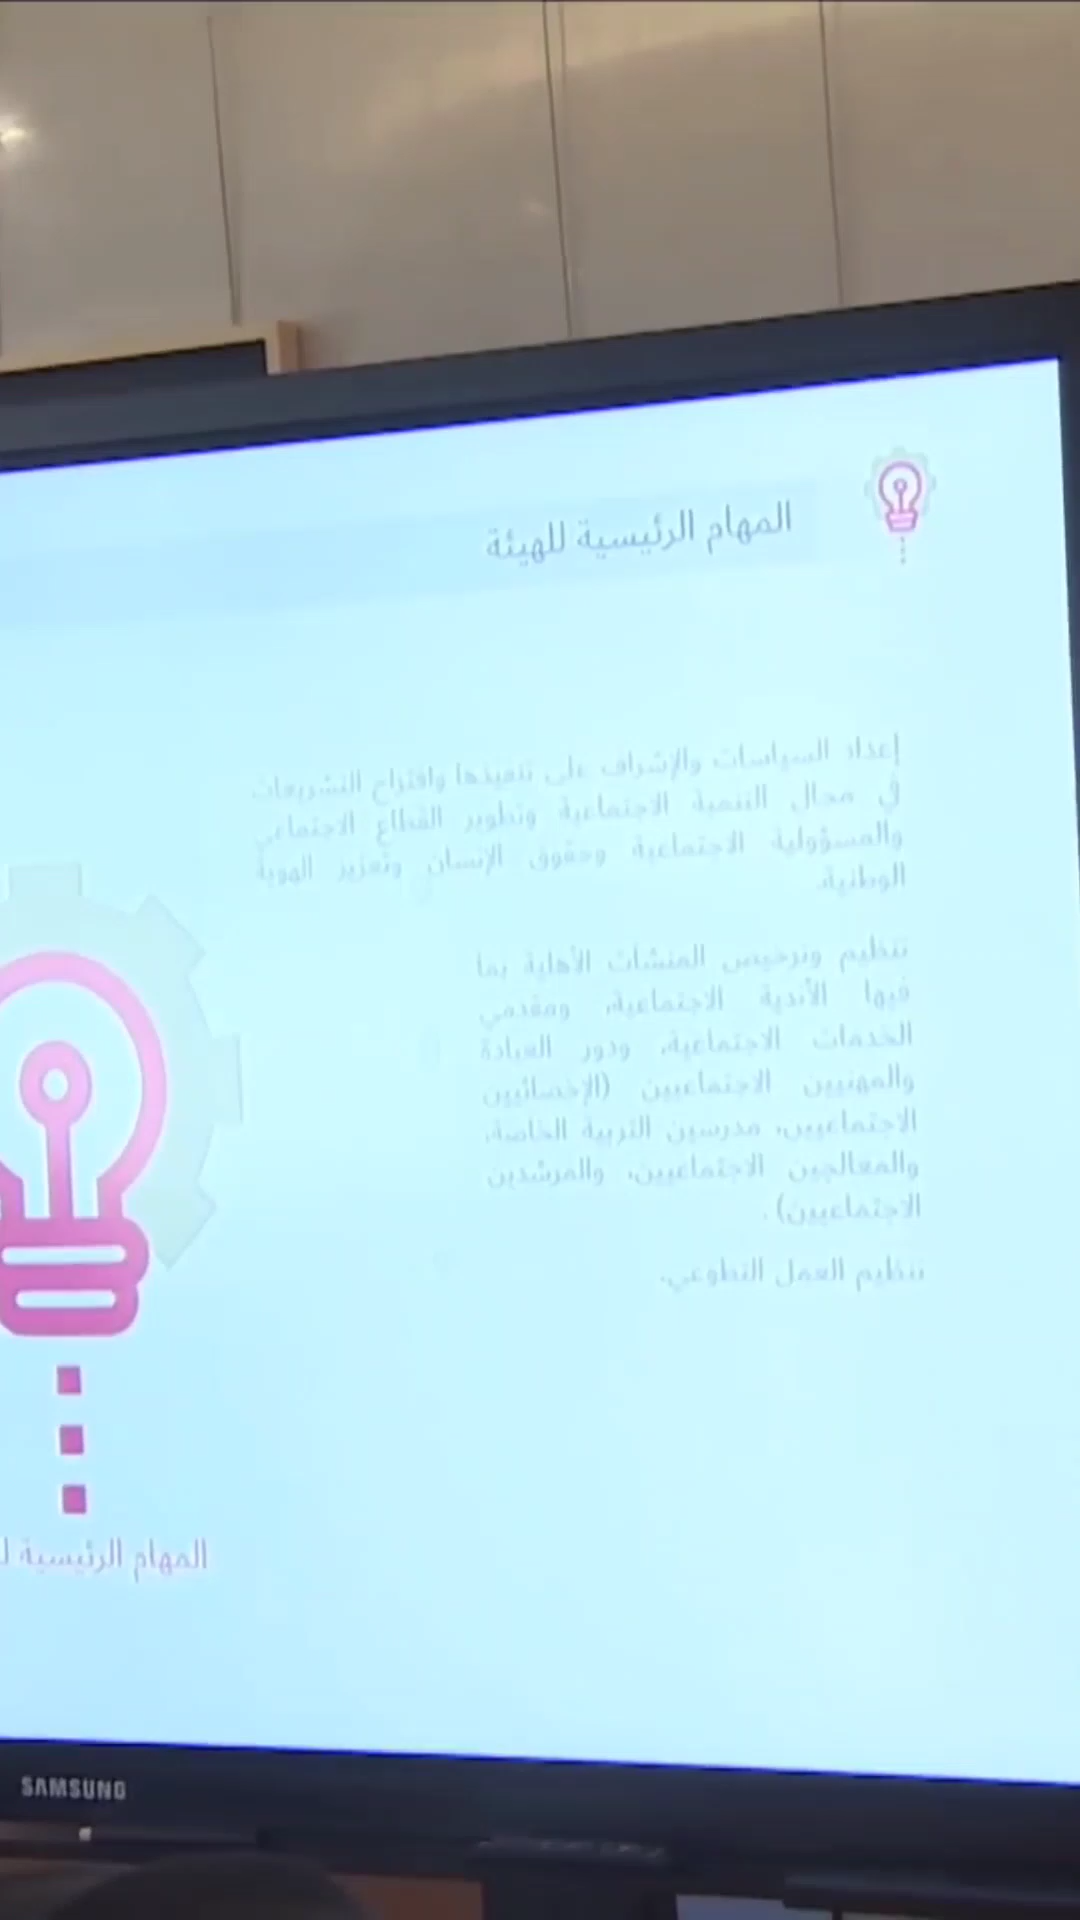 المهام الرئيسية للهيئة
إعداد السياسات والإشراف على تنفيذها واقتراح التشريعات
في مجال التنمية الاجتماعية وتطوير القطاع الاجتماعي
والمسؤولية الاجتماعية وحقوق الإنسان وتعزيز الهوية
الوطنية.
تنظيم وترخيص المنشآت الأهلية بما
فيها الأندية الاجتماعية، ومقدمي
الخدمات الاجتماعية، ودور العبادة
والمهنيين الاجتماعيين (الإخصائيين
الاجتماعيين، مدرسين التربية الخاصة،
والمعالجين الاجتماعيين، والمرشدين
الاجتماعيين) .
تنظيم العمل التطوعي.
المهام الرئيسية
SAMSUNG